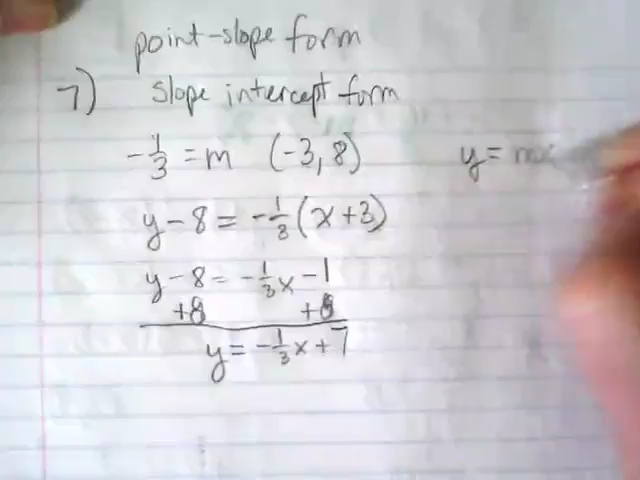 point-slope form
7) slope intercept form
-1/3 = m (-3, 8)
y =
y - 8 = -1/3(x + 3)
y - 8 = -1/3x - 1
+8 +8
y = -1/3x + 7